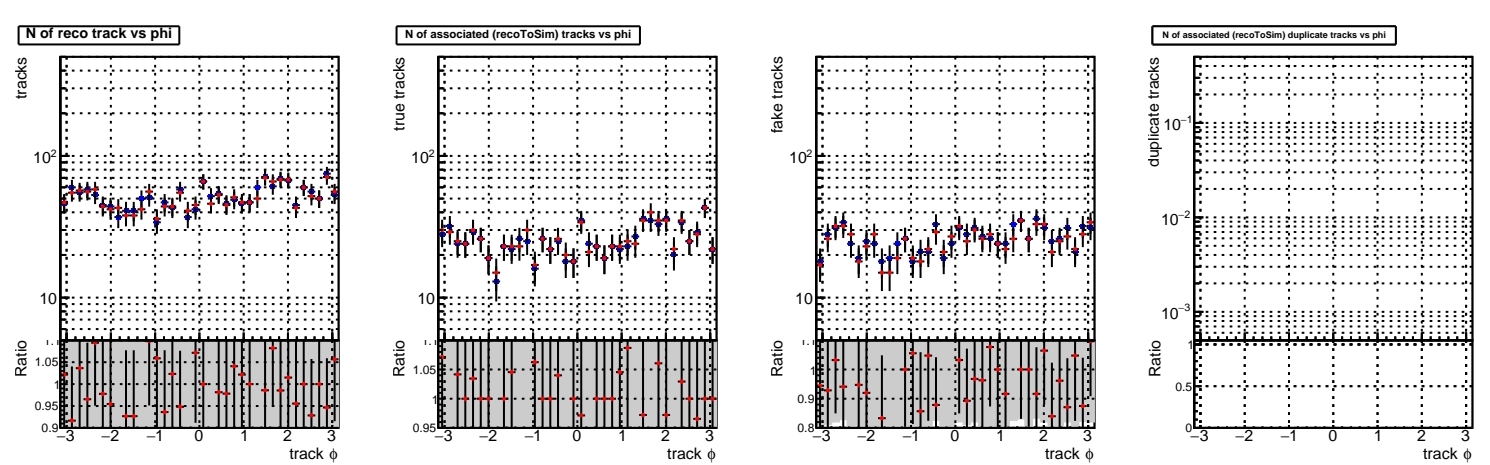 N of reco track vs phi
tracks
10²
10
Ratio
1.05
1
0.95
0.9
−3 −2 −1 0 1 2 3
track ϕ
N of associated (recoToSim) tracks vs phi
true tracks
10²
10
Ratio
1.05
1
0.95
−3 −2 −1 0 1 2 3
track ϕ
fake tracks
10²
10
Ratio
1
0.9
0.8
−3 −2 −1 0 1 2 3
track ϕ
N of associated (recoToSim) duplicate tracks vs phi
duplicate tracks
10⁻¹
10⁻²
10⁻³
Ratio
1
0.5
0
−3 −2 −1 0 1 2 3
track ϕ